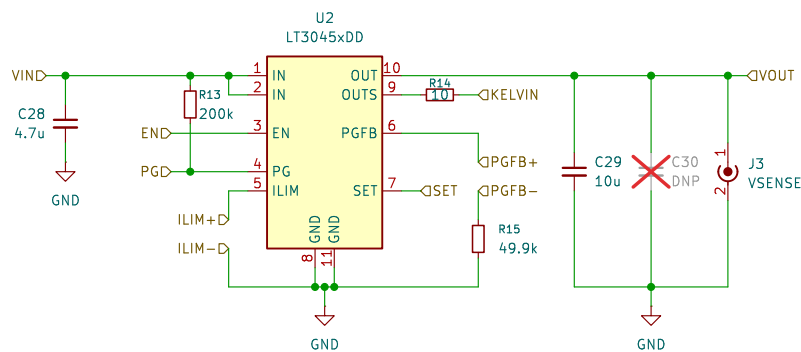 U2
LT3045xDD
VIN
1
IN
OUT
10
VOUT
2
IN
OUTS
9
R14
10
KELVIN
R13
200k
C28
4.7u
EN
3
EN
PGFB
6
PGFB+
PG
4
PG
5
ILIM
SET
7
SET
PGFB-
C29
10u
C30
DNP
1
2
J3
VSENSE
GND
ILIM+
ILIM-
GND
GND
8
11
R15
49.9k
GND
GND